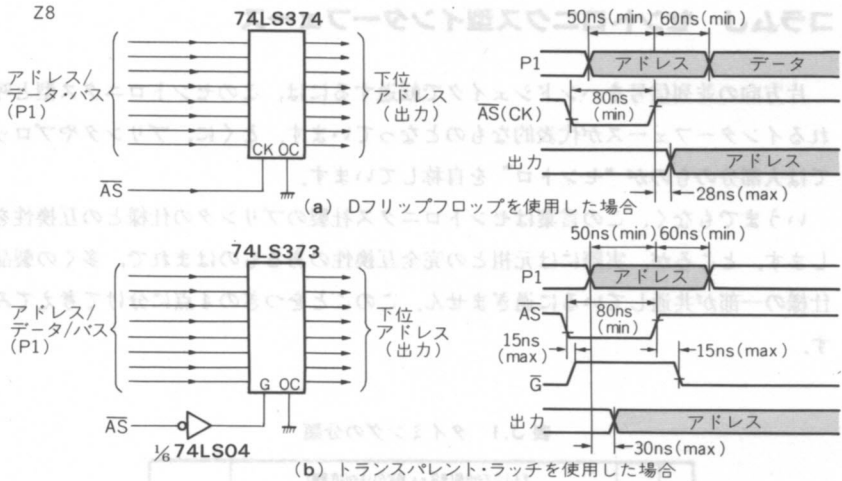 Z8
74LS374
アドレス/
データ・バス
(P1)
下位
アドレス
(出力)
CK OC
AS
50ns(min) 60ns(min)
P1
アドレス
データ
AS(CK)
80ns
(min)
出力
アドレス
28ns(max)
(a) Dフリップフロップを使用した場合
74LS373
アドレス/
データ/バス
(P1)
下位
アドレス
(出力)
G OC
AS
1/6 74LS04
50ns(min) 60ns(min)
P1
アドレス
AS
80ns
(min)
15ns
(max)
15ns(max)
G
出力
アドレス
30ns(max)
(b) トランスパレント・ラッチを使用した場合